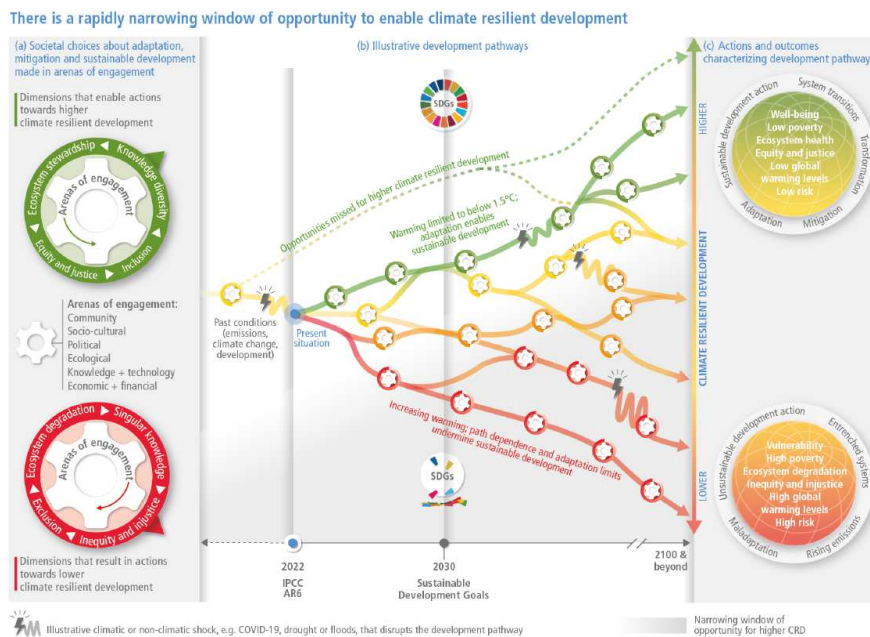 There is a rapidly narrowing window of opportunity to enable climate resilient development
(a) Societal choices about adaptation,
mitigation and sustainable development
made in arenas of engagement
Dimensions that enable actions
towards higher
climate resilient development
Ecosystem stewardship
Knowledge diversity
Equity and justice
Inclusion
Arenas of engagement
Arenas of engagement:
Community
Socio-cultural
Political
Ecological
Knowledge + technology
Economic + financial
Ecosystem degradation
Singular knowledge
Exclusion
Inequity and injustice
Arenas of engagement
Dimensions that result in actions
towards lower
climate resilient development
(b) Illustrative development pathways
SDGs
Opportunities missed for higher climate resilient development
Warming limited to below 1.5°C;
adaptation enables
sustainable development
Past conditions
(emissions,
climate change,
development)
Present
situation
Increasing warming; path dependence and adaptation limits
undermine sustainable development
SDGs
2022
IPCC
AR6
2030
Sustainable
Development Goals
2100 &
beyond
HIGHER
CLIMATE RESILIENT DEVELOPMENT
LOWER
(c) Actions and outcomes
characterizing development pathway
Sustainable development action
System transitions
Transformation
Mitigation
Adaptation
Well-being
Low poverty
Ecosystem health
Equity and justice
Low global
warming levels
Low risk
Unsustainable development action
Entrenched systems
Rising emissions
Maladaptation
Vulnerability
High poverty
Ecosystem degradation
Inequity and injustice
High global
warming levels
High risk
Illustrative climatic or non-climatic shock, e.g. COVID-19, drought or floods, that disrupts the development pathway
Narrowing window of
opportunity for higher CRD